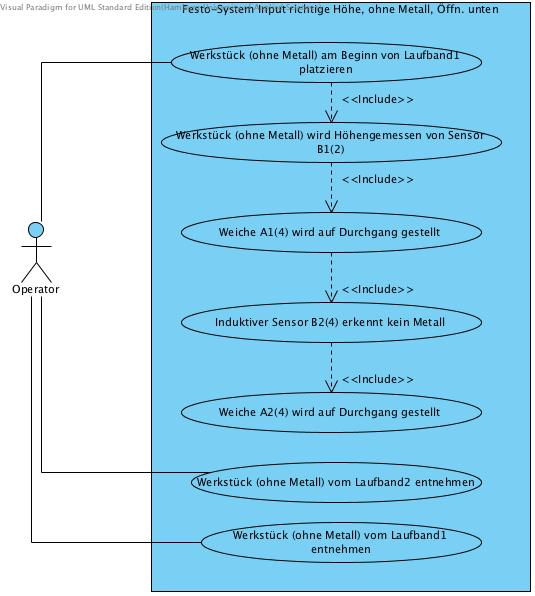 Visual Paradigm for UML Standard Edition(Ham
Festo-System Input richtige Höhe, ohne Metall, Öffn. unten
Werkstück (ohne Metall) am Beginn von Laufband1
platzieren
<<Include>>
Werkstück (ohne Metall) wird Höhengemessen von Sensor
B1(2)
<<Include>>
Weiche A1(4) wird auf Durchgang gestellt
Operator
<<Include>>
Induktiver Sensor B2(4) erkennt kein Metall
<<Include>>
Weiche A2(4) wird auf Durchgang gestellt
Werkstück (ohne Metall) vom Laufband2 entnehmen
Werkstück (ohne Metall) vom Laufband1
entnehmen